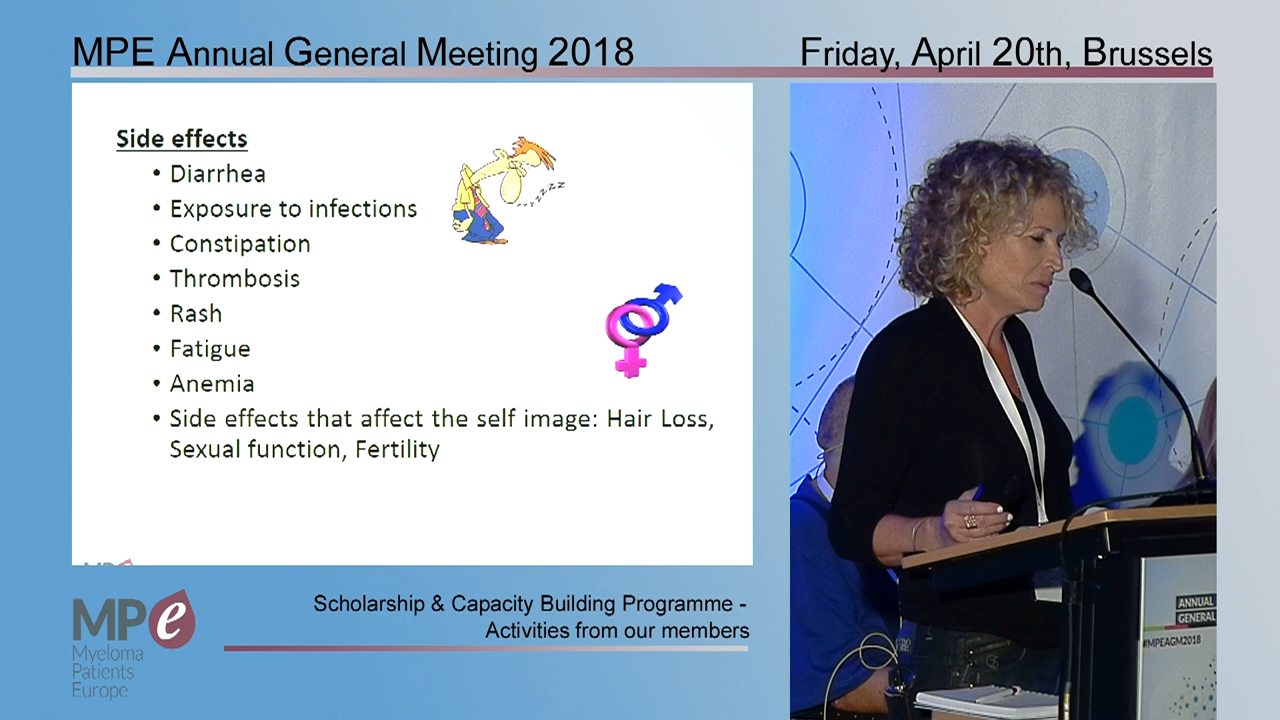 MPE Annual General Meeting 2018
Friday, April 20th, Brussels
Side effects
• Diarrhea
• Exposure to infections
• Constipation
• Thrombosis
• Rash
• Fatigue
• Anemia
• Side effects that affect the self image: Hair Loss,
Sexual function, Fertility
zzzzz
MPe
Scholarship & Capacity Building Programme -
Activities from our members
MPe
Myeloma
Patients
Europe
ANNUAL
GENERAL
#MPEAGM2018